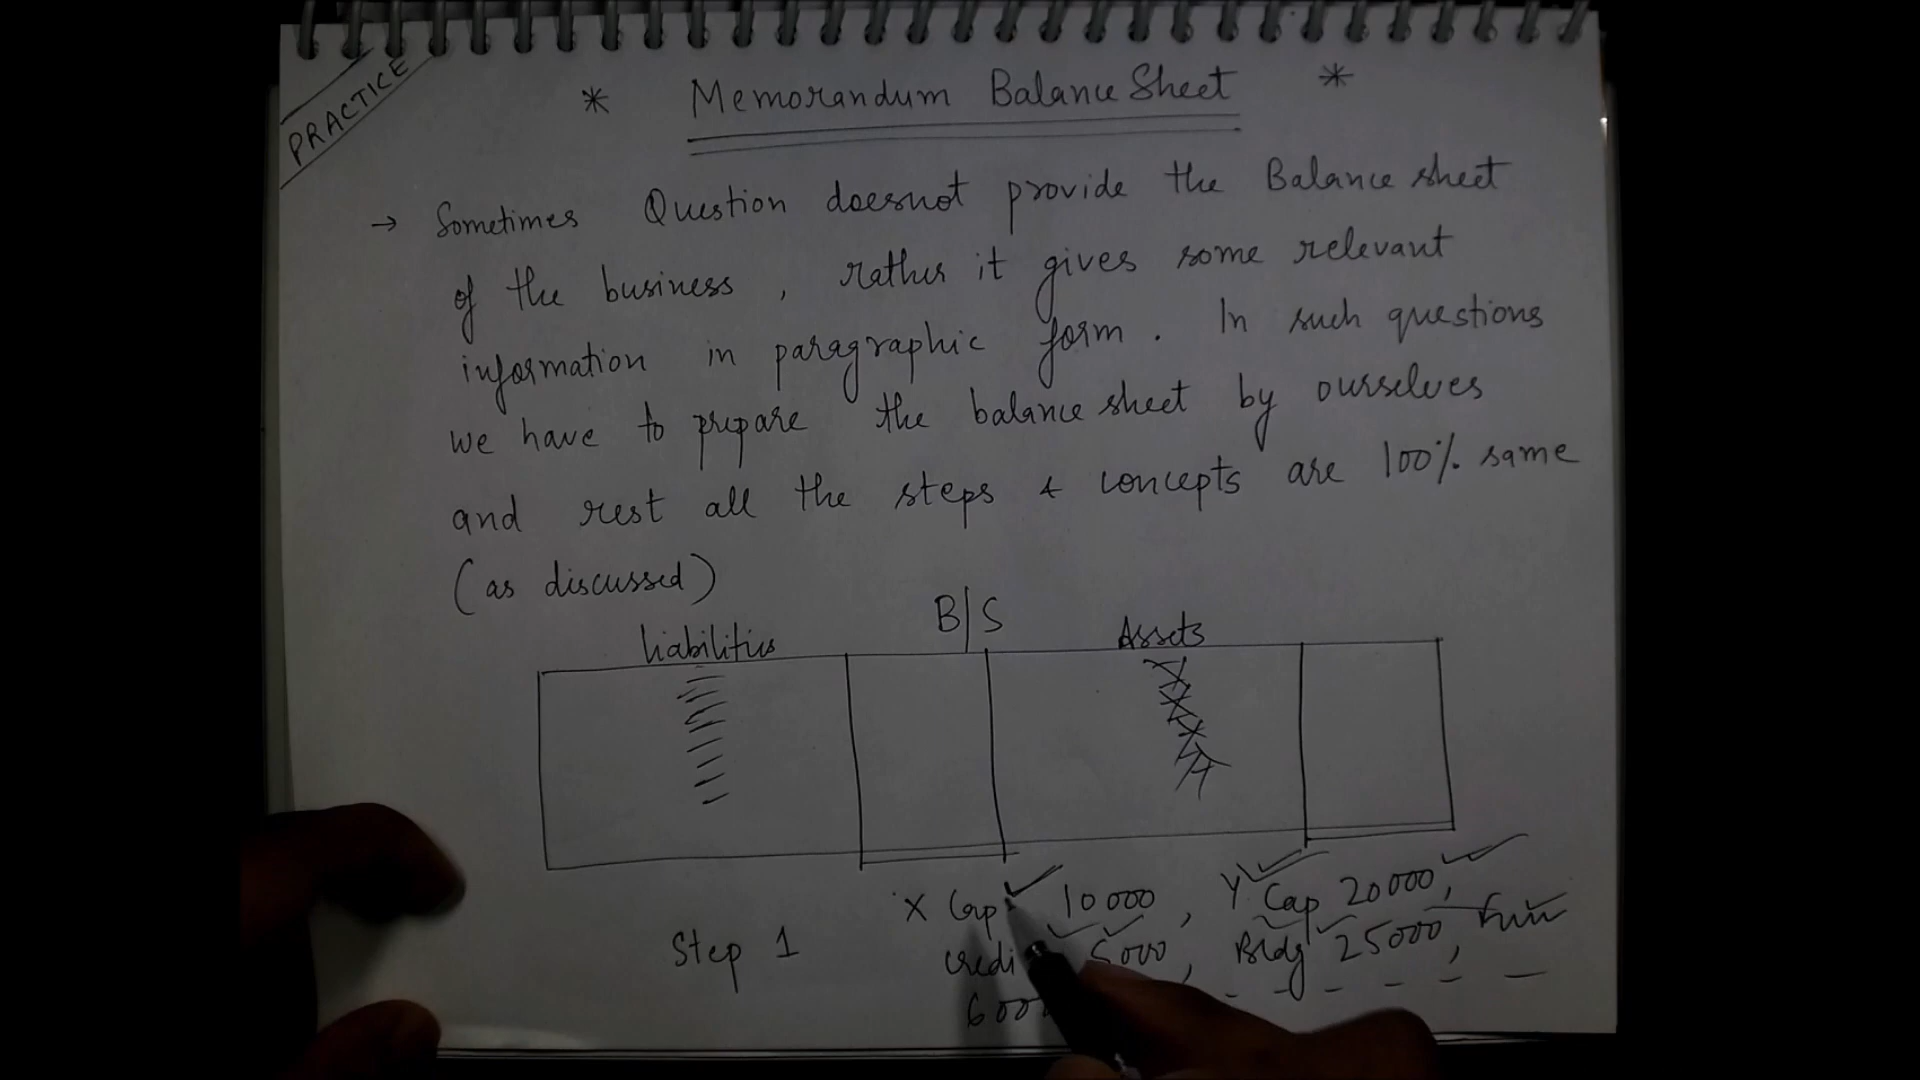 PRACTICE
* Memorandum Balance Sheet *
→ Sometimes Question doesnot provide the Balance sheet
of the business , rather it gives some relevant
information in paragraphic form . In such questions
we have to prepare the balance sheet by ourselves
and rest all the steps & concepts are 100% same
(as discussed)
B/S
Liabilities Assets
X Cap 10000 , Y Cap 20000 ,
Step 1 5000 , Bldg 25000 ,